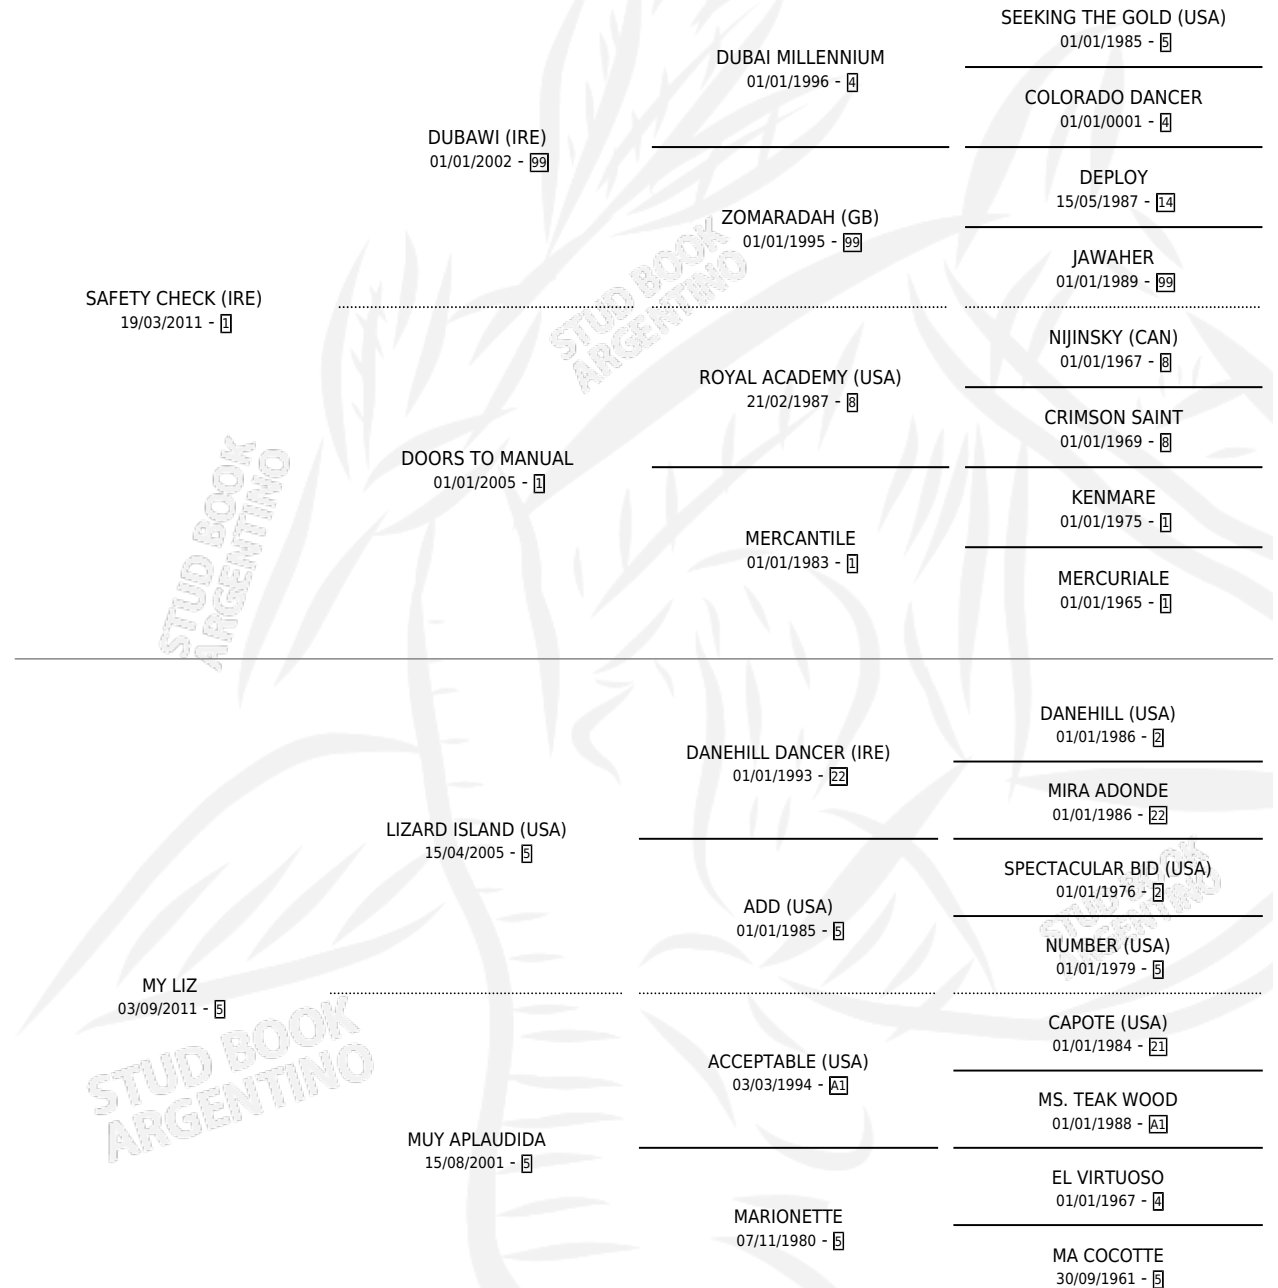 SEEKING THE GOLD (USA)
01/01/1985 - 5
DUBAI MILLENNIUM
01/01/1996 - 4
COLORADO DANCER
01/01/0001 - 4
DUBAWI (IRE)
01/01/2002 - 99
DEPLOY
15/05/1987 - 14
ZOMARADAH (GB)
01/01/1995 - 99
JAWAHER
01/01/1989 - 99
SAFETY CHECK (IRE)
19/03/2011 - 1
STUD BOOK
ARGENTINO
NIJINSKY (CAN)
01/01/1967 - 8
ROYAL ACADEMY (USA)
21/02/1987 - 8
CRIMSON SAINT
01/01/1969 - 8
DOORS TO MANUAL
01/01/2005 - 1
KENMARE
01/01/1975 - 1
MERCANTILE
01/01/1983 - 1
MERCURIALE
01/01/1965 - 1
STUD BOOK
ARGENTINO
DANEHILL (USA)
01/01/1986 - 2
DANEHILL DANCER (IRE)
01/01/1993 - 22
MIRA ADONDE
01/01/1986 - 22
LIZARD ISLAND (USA)
15/04/2005 - 5
SPECTACULAR BID (USA)
01/01/1976 - 2
ADD (USA)
01/01/1985 - 5
NUMBER (USA)
01/01/1979 - 5
STUD BOOK
ARGENTINO
MY LIZ
03/09/2011 - 5
CAPOTE (USA)
01/01/1984 - 21
ACCEPTABLE (USA)
03/03/1994 - A1
MS. TEAK WOOD
01/01/1988 - A1
STUD BOOK
ARGENTINO
MUY APLAUDIDA
15/08/2001 - 5
EL VIRTUOSO
01/01/1967 - 4
MARIONETTE
07/11/1980 - 5
MA COCOTTE
30/09/1961 - 5